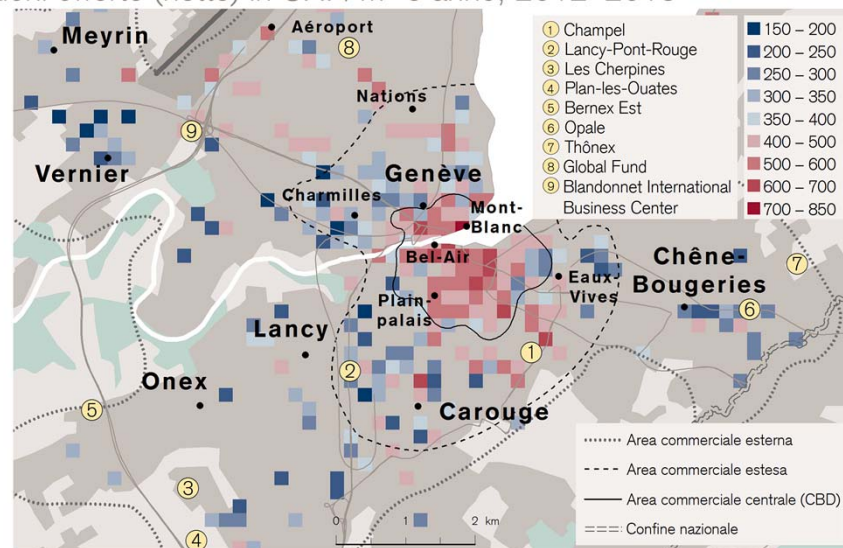 in CHF/m²
Meyrin
Aéroport
Nations
Vernier
Genève
Charmilles
Mont-
Blanc
Bel-Air
Eaux-
Vives
Plain-
palais
Chêne-
Bougeries
Lancy
Onex
Carouge
1 Champel
2 Lancy-Pont-Rouge
3 Les Cherpines
4 Plan-les-Ouates
5 Bernex Est
6 Opale
7 Thônex
8 Global Fund
9 Blandonnet International
Business Center
150 – 200
200 – 250
250 – 300
300 – 350
350 – 400
400 – 500
500 – 600
600 – 700
700 – 850
8
9
7
6
1
2
5
3
4
0 1 2 km
Area commerciale esterna
Area commerciale estesa
Area commerciale centrale (CBD)
Confine nazionale